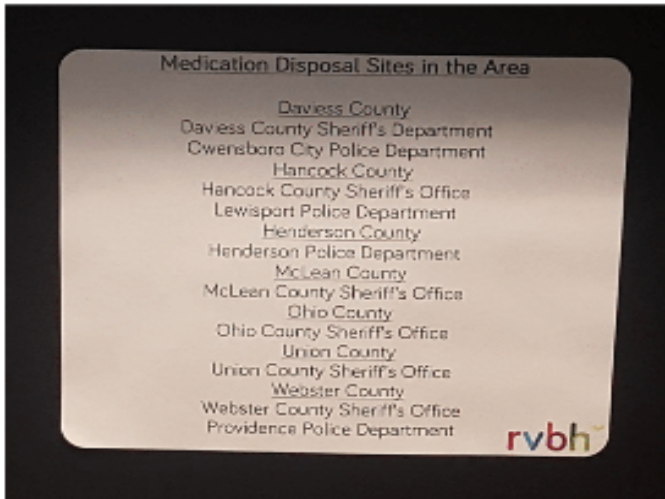 Medication Disposal Sites in the Area
Daviess County
Daviess County Sheriff's Department
Owensboro City Police Department
Hancock County
Hancock County Sheriff's Office
Lewisport Police Department
Henderson County
Henderson Police Department
McLean County
McLean County Sheriff's Office
Ohio County
Ohio County Sheriff's Office
Union County
Union County Sheriff's Office
Webster County
Webster County Sheriff's Office
Providence Police Department
rvbh